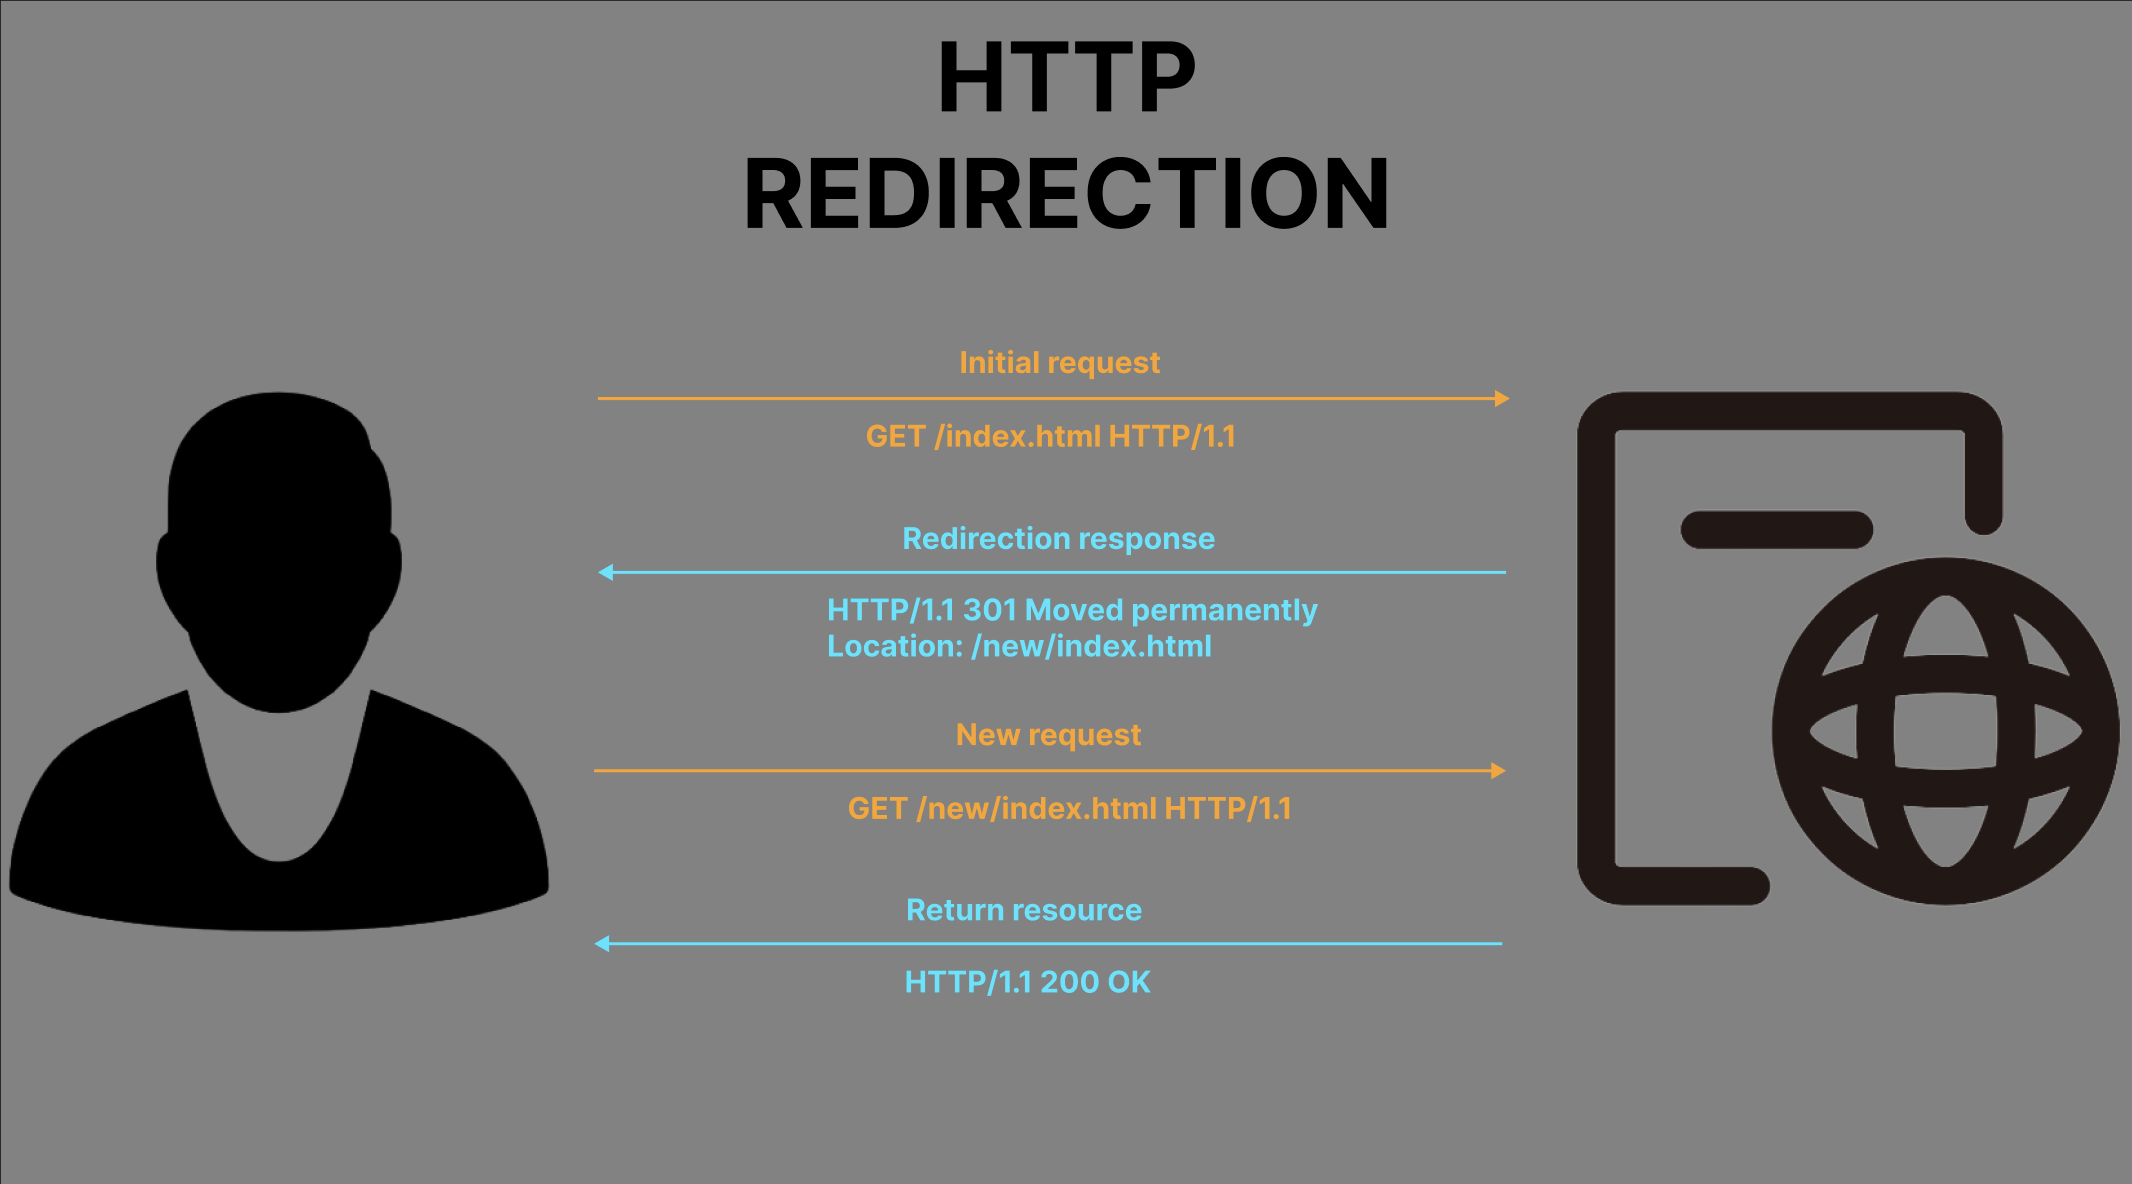 HTTP
REDIRECTION
Initial request
GET /index.html HTTP/1.1
Redirection response
HTTP/1.1 301 Moved permanently
Location: /new/index.html
New request
GET /new/index.html HTTP/1.1
Return resource
HTTP/1.1 200 OK